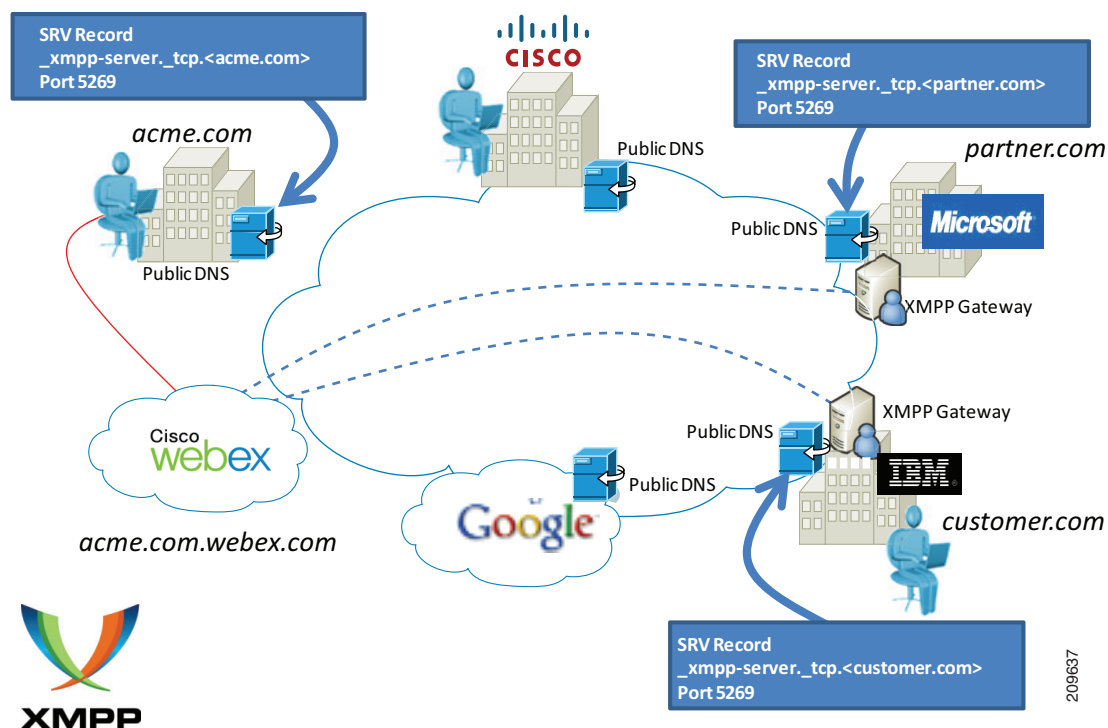 SRV Record
_xmpp-server._tcp.<acme.com>
Port 5269
CISCO
SRV Record
_xmpp-server._tcp.<partner.com>
Port 5269
acme.com
Public DNS
partner.com
Public DNS
Microsoft
Public DNS
XMPP Gateway
XMPP Gateway
Public DNS
Cisco
webex
IBM
Public DNS
Google
customer.com
acme.com.webex.com
SRV Record
_xmpp-server._tcp.<customer.com>
Port 5269
209637
XMPP